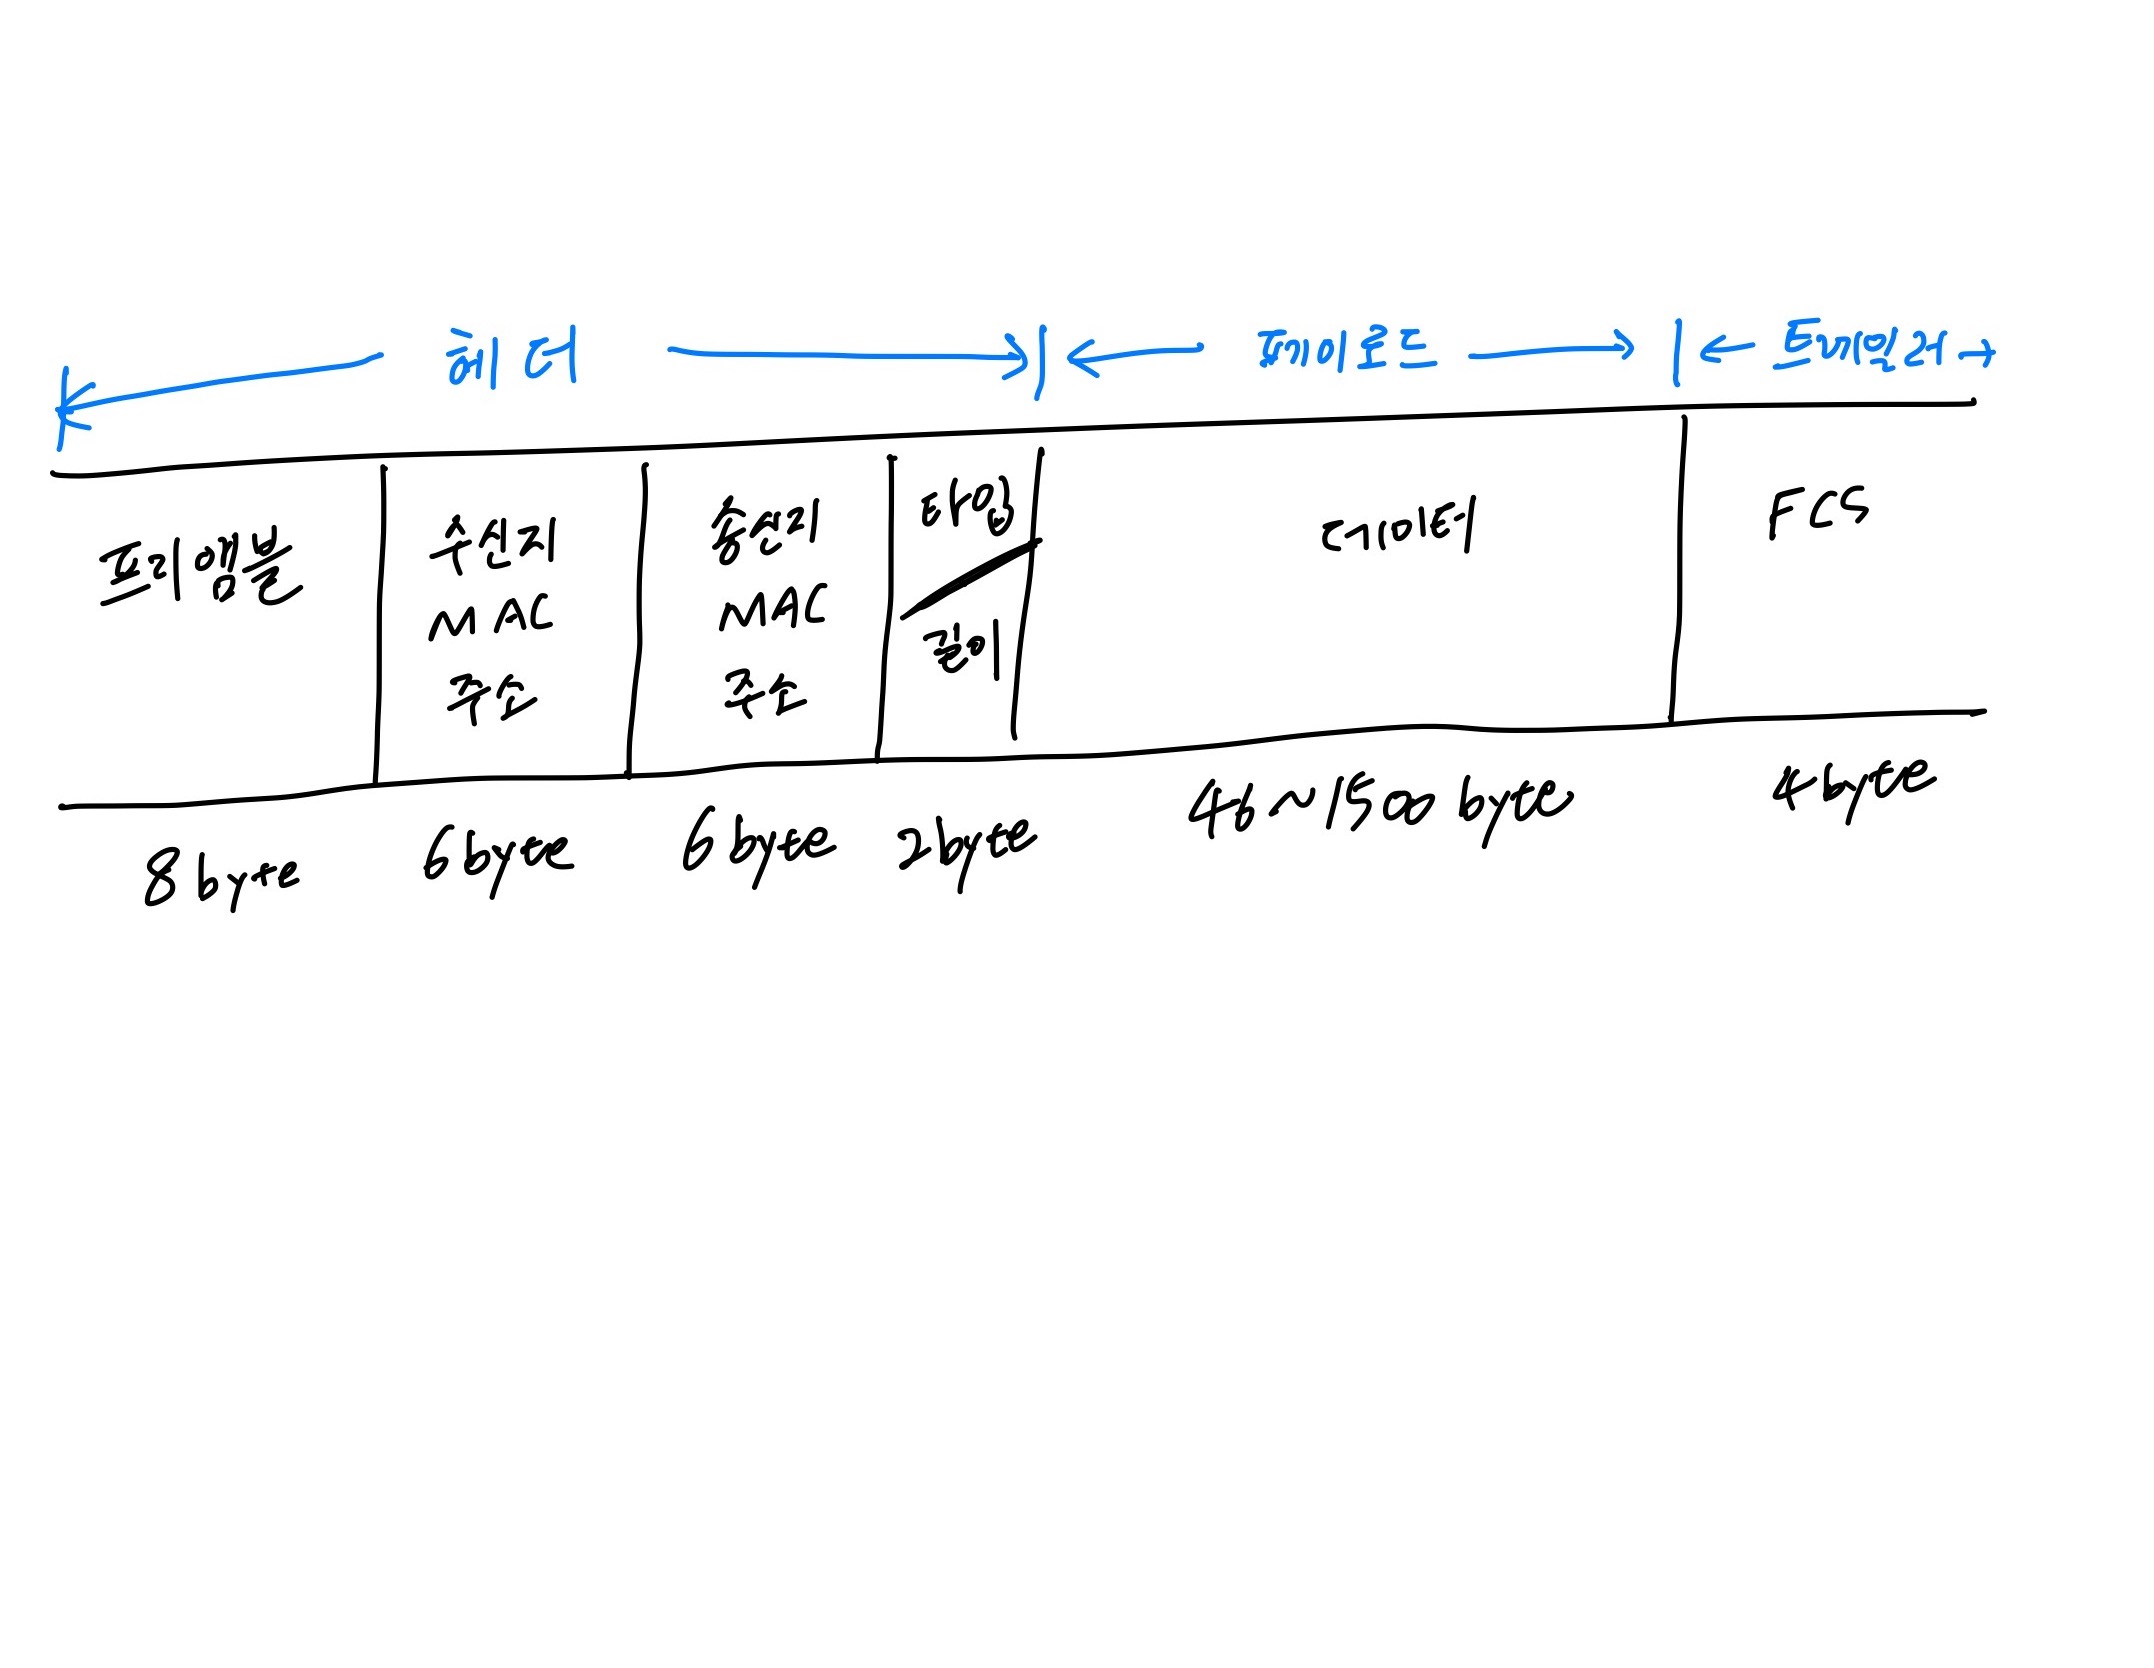 헤더 페이로드 트레일러
프리앰블
수신지
MAC
주소
송신지
MAC
주소
타입
길이
데이터
FCS
8 byte 6 byte 6 byte 2 byte 46 ~ 1500 byte 4 byte